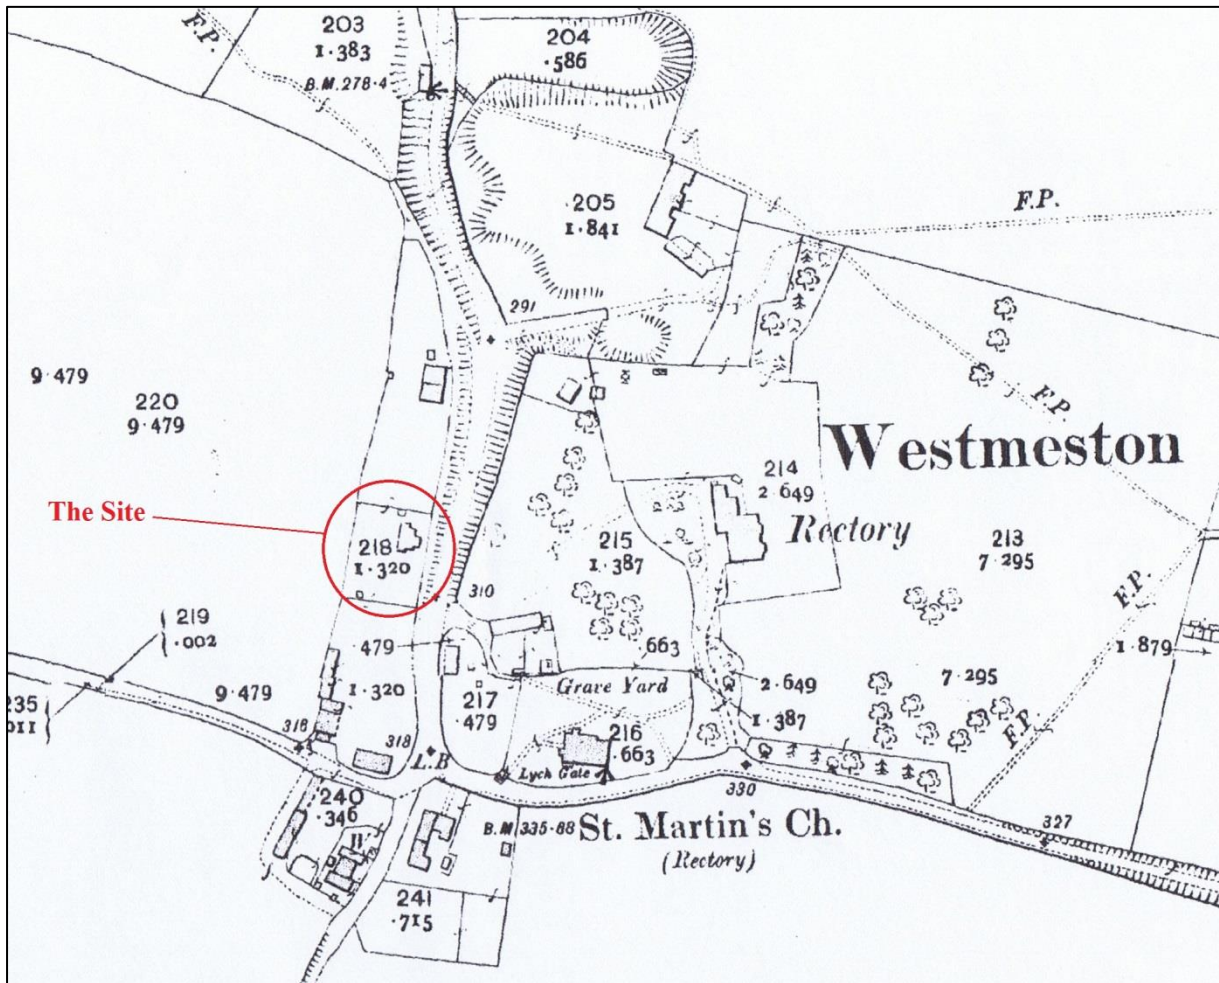 203
1·383
F.P.
B.M. 278·4
204
·586
205
1·841
F.P.
291
9·479
220
9·479
F.P.
Westmeston
214
2·649
Rectory
The Site
218
1·320
215
1·387
213
7·295
F.P.
310
219
·002
479
663
1·879
9·479
1·320
Grave Yard
2·649
7·295
235
011
217
·479
1·387
F.P.
318
318
L.B
216
·663
Lych Gate
330
240
·346
B.M 335·88
St. Martin's Ch.
(Rectory)
327
241
·715